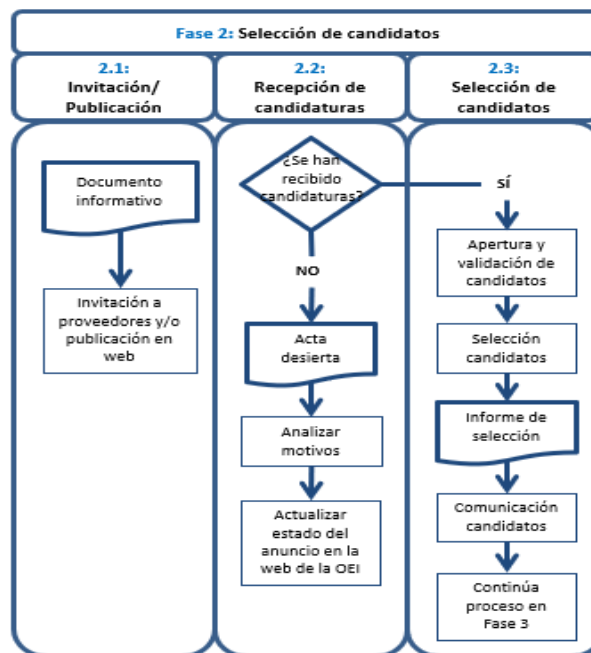 Fase 2: Selección de candidatos
2.1:
Invitación/
Publicación
2.2:
Recepción de
candidaturas
2.3:
Selección de
candidatos
Documento
informativo
Invitación a
proveedores y/o
publicación en
web
¿Se han
recibido
candidaturas?
NO
Acta
desierta
Analizar
motivos
Actualizar
estado del
anuncio en la
web de la OEI
SÍ
Apertura y
validación de
candidatos
Selección
candidatos
Informe de
selección
Comunicación
candidatos
Continúa
proceso en
Fase 3